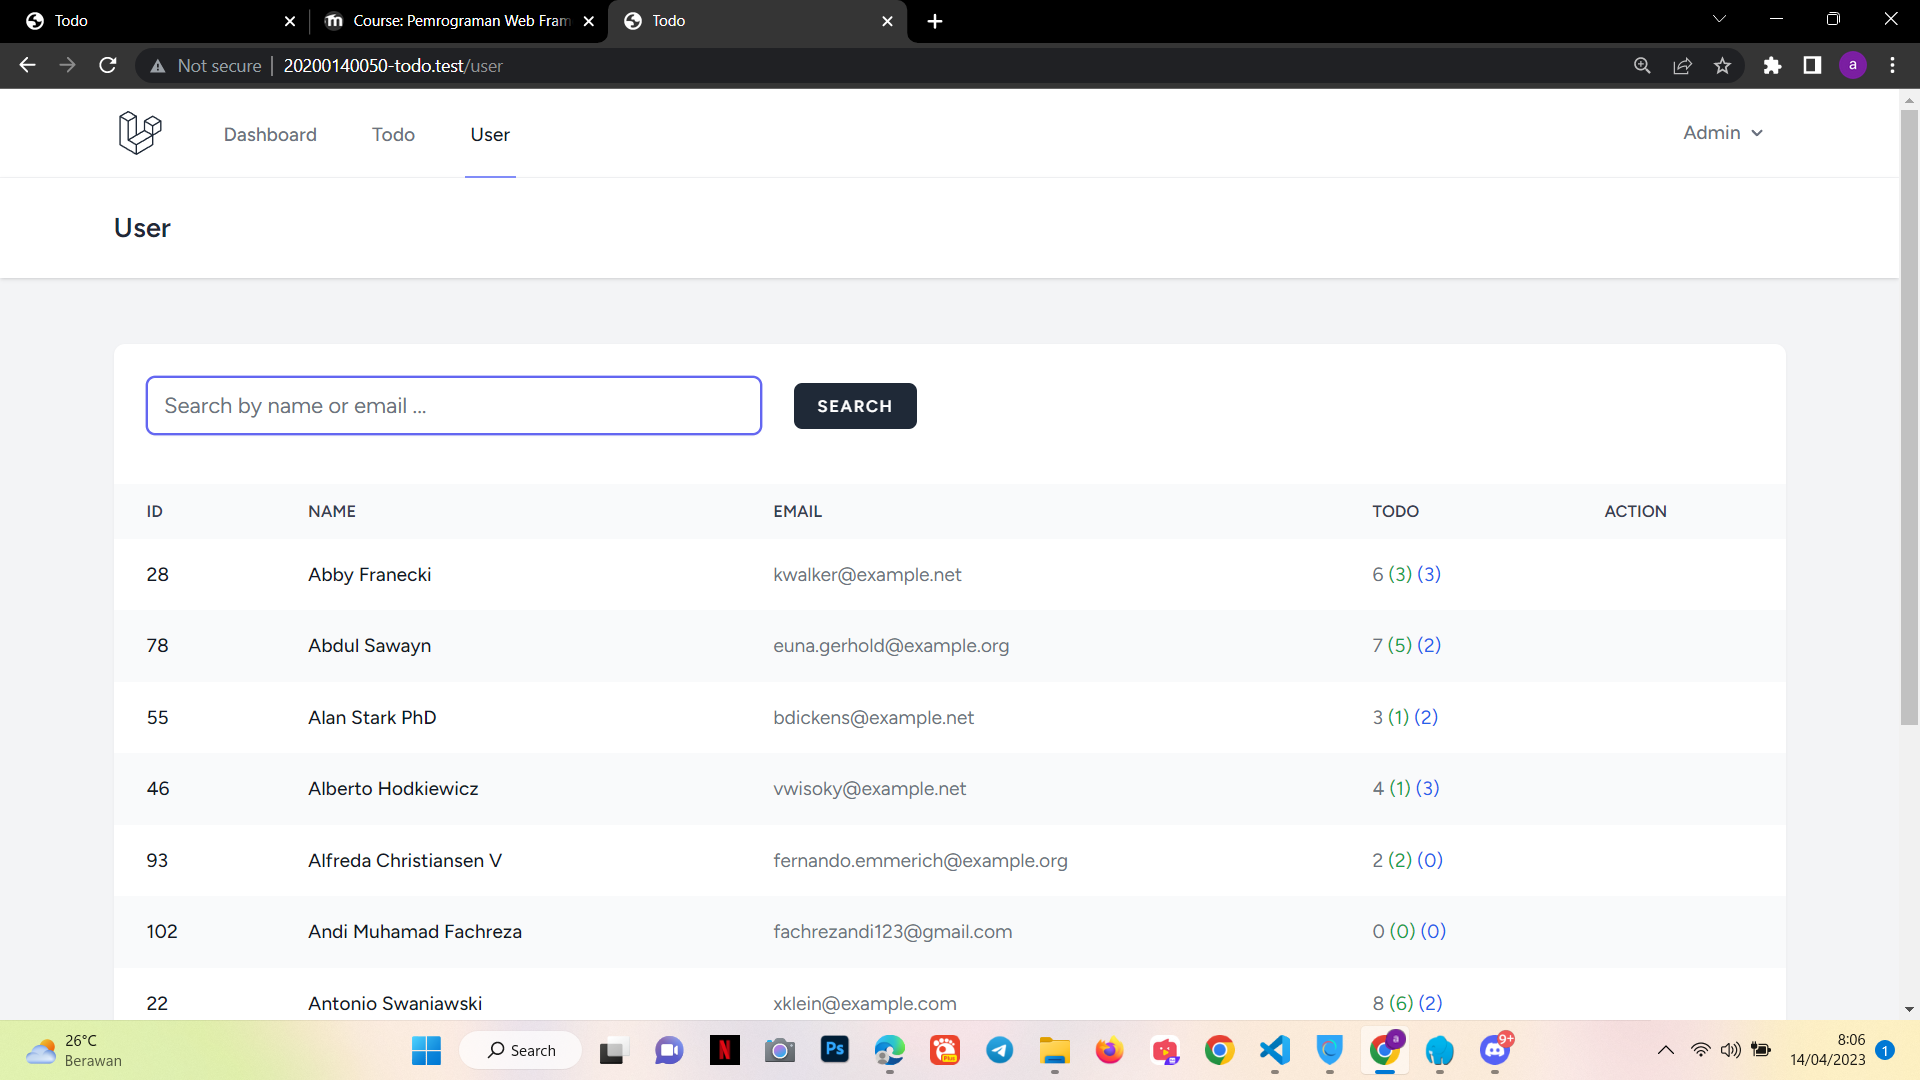 Todo
Course: Pemrograman Web Fram
Todo
Not secure
20200140050-todo.test/user
a
Dashboard
Todo
User
Admin
User
Search by name or email ...
SEARCH
ID NAME EMAIL TODO ACTION
28 Abby Franecki kwalker@example.net 6 (3) (3)
78 Abdul Sawayn euna.gerhold@example.org 7 (5) (2)
55 Alan Stark PhD bdickens@example.net 3 (1) (2)
46 Alberto Hodkiewicz vwisoky@example.net 4 (1) (3)
93 Alfreda Christiansen V fernando.emmerich@example.org 2 (2) (0)
102 Andi Muhamad Fachreza fachrezandi123@gmail.com 0 (0) (0)
22 Antonio Swaniawski xklein@example.com 8 (6) (2)
26°C
Berawan
Search
N
Ps
a
9+
8:06
14/04/2023
1